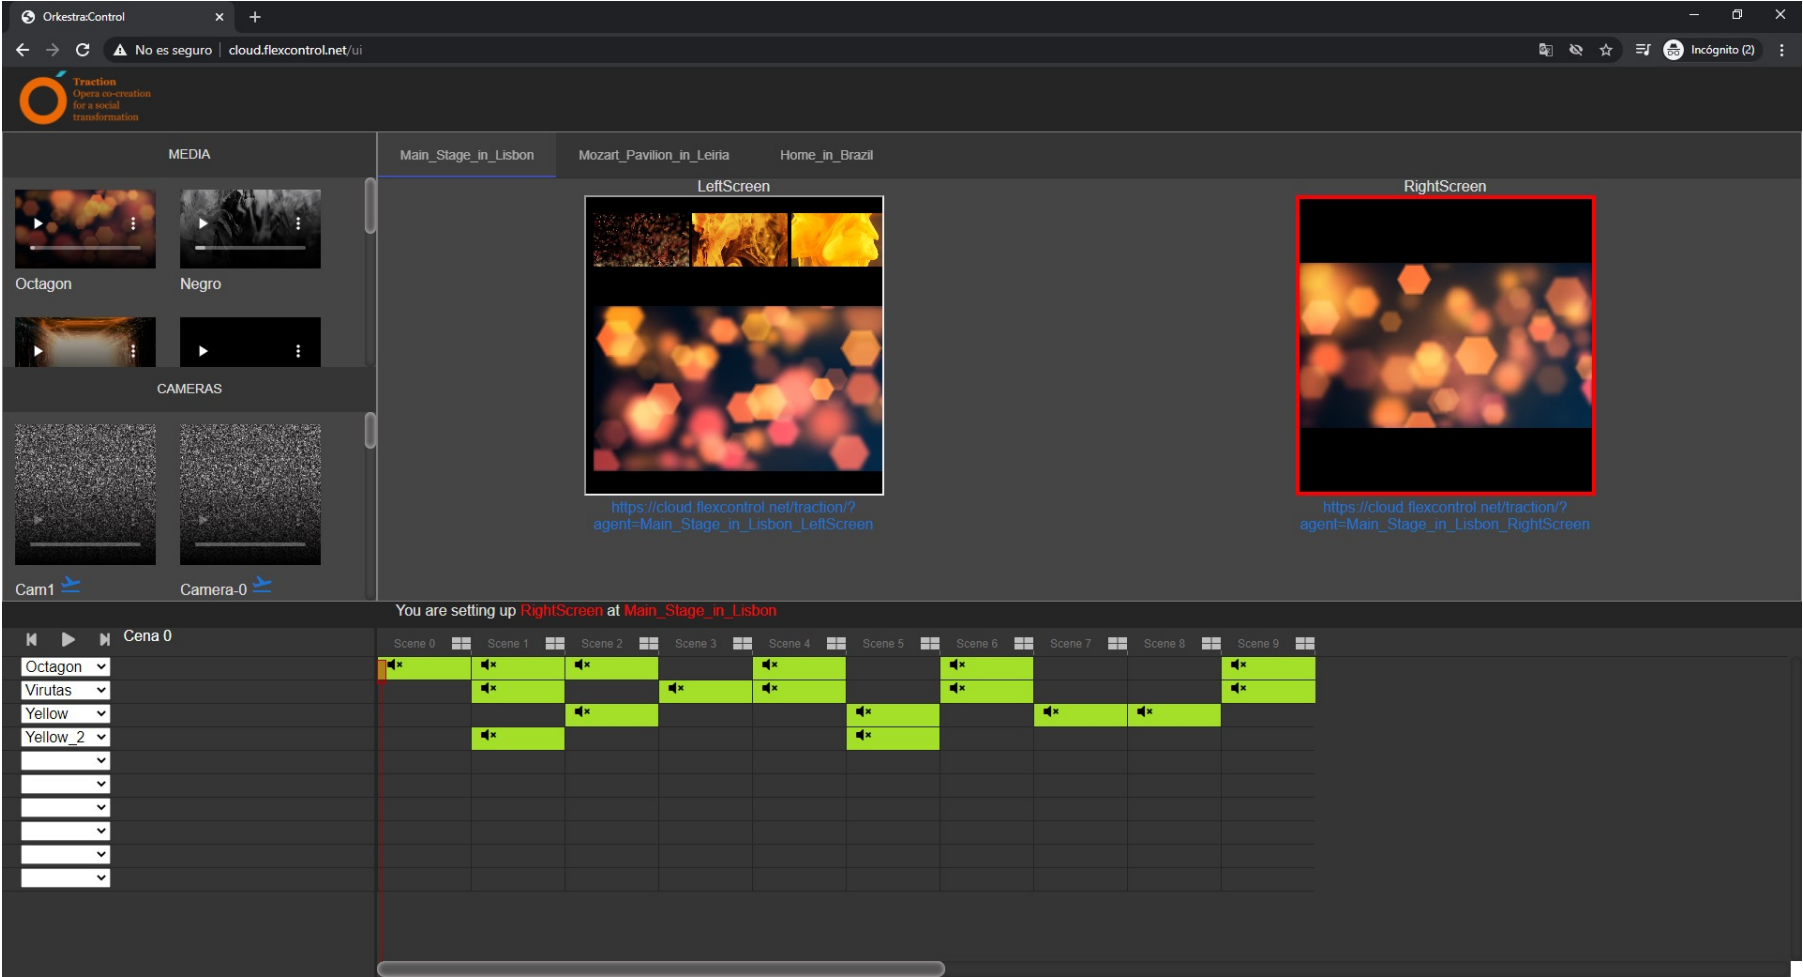 Orkestra:Control
No es seguro | cloud.flexcontrol.net/ui
Incógnito (2)
Traction
Opera co-creation
for a social
transformation
MEDIA
Octagon
Negro
CAMERAS
Cam1
Camera-0
Main_Stage_in_Lisbon
Mozart_Pavilion_in_Leiria
Home_in_Brazil
LeftScreen
https://cloud.flexcontrol.net/traction/?
agent=Main_Stage_in_Lisbon_LeftScreen
RightScreen
https://cloud.flexcontrol.net/traction/?
agent=Main_Stage_in_Lisbon_RightScreen
You are setting up RightScreen at Main_Stage_in_Lisbon
Cena 0
Scene 0
Scene 1
Scene 2
Scene 3
Scene 4
Scene 5
Scene 6
Scene 7
Scene 8
Scene 9
Octagon
Virutas
Yellow
Yellow_2